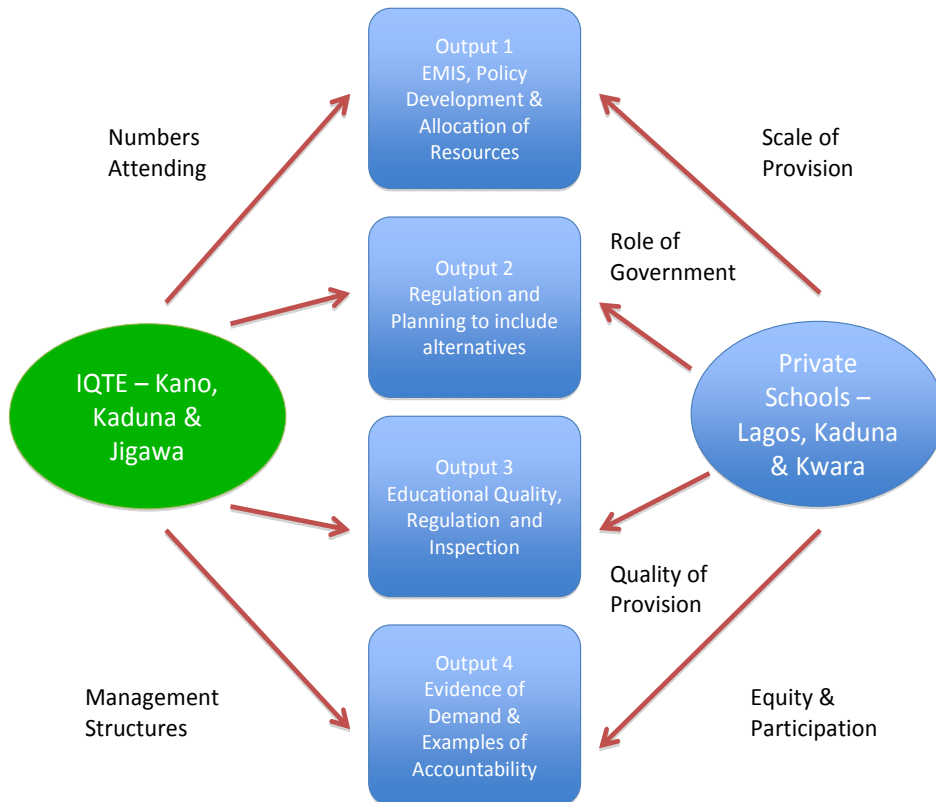 Output 1
EMIS, Policy
Development &
Allocation of
Resources
Numbers
Attending
Scale of
Provision
Role of
Government
Output 2
Regulation and
Planning to include
alternatives
IQTE – Kano,
Kaduna &
Jigawa
Private
Schools –
Lagos, Kaduna
& Kwara
Output 3
Educational Quality,
Regulation and
Inspection
Quality of
Provision
Output 4
Evidence of
Demand &
Examples of
Accountability
Management
Structures
Equity &
Participation